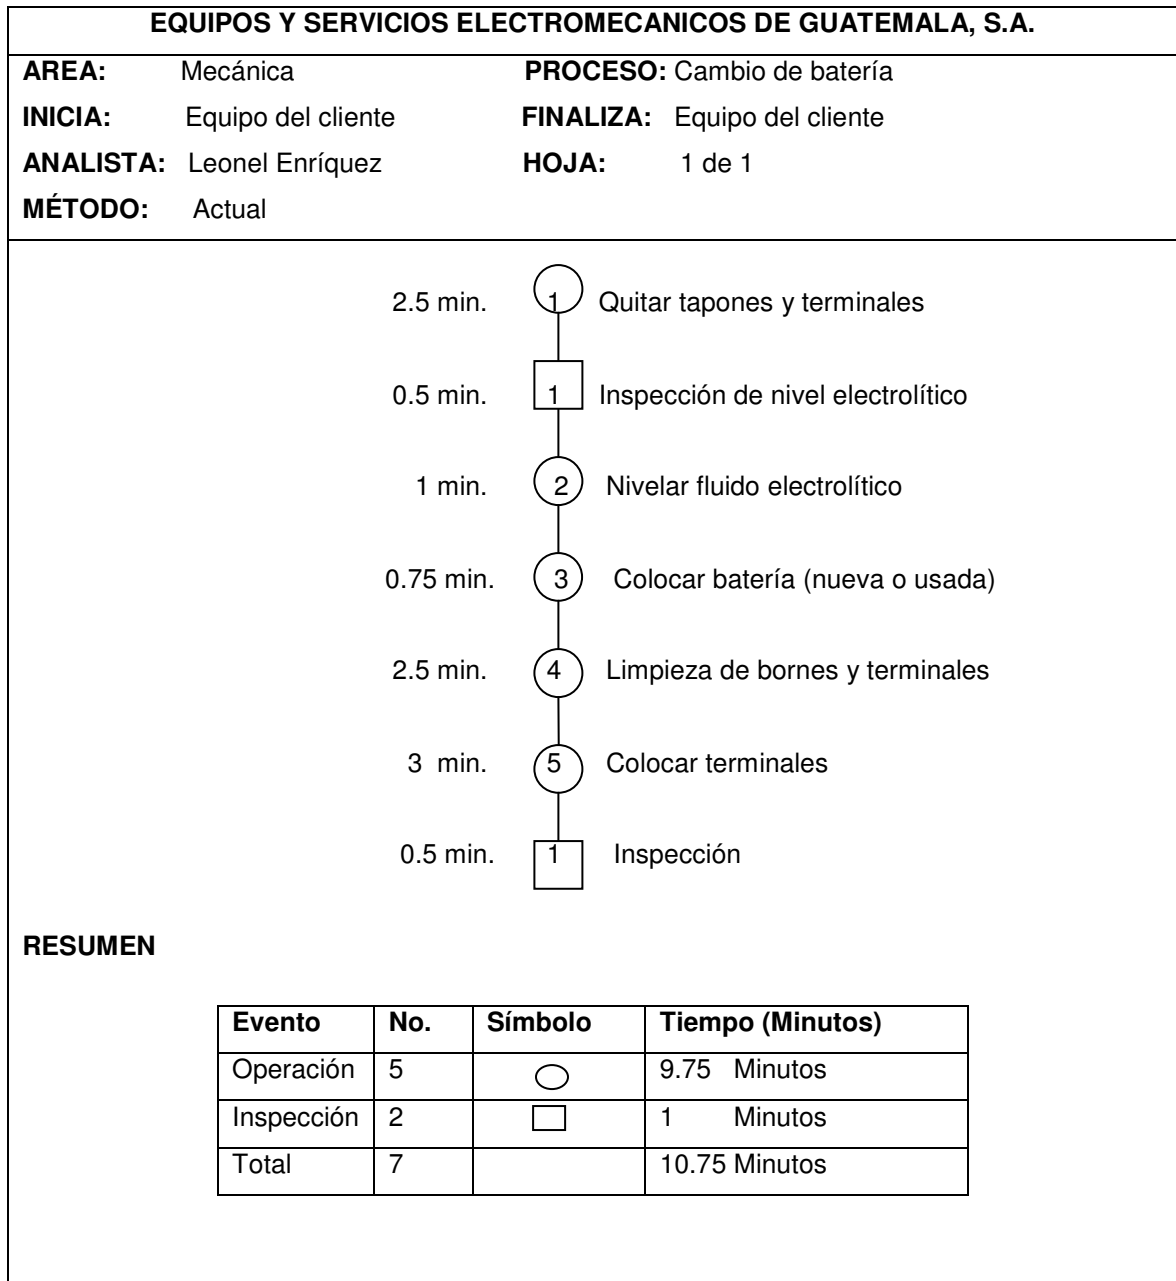 EQUIPOS Y SERVICIOS ELECTROMECANICOS DE GUATEMALA, S.A.
AREA: Mecánica PROCESO: Cambio de batería
INICIA: Equipo del cliente FINALIZA: Equipo del cliente
ANALISTA: Leonel Enríquez HOJA: 1 de 1
MÉTODO: Actual
2.5 min. 1 Quitar tapones y terminales
0.5 min. 1 Inspección de nivel electrolítico
1 min. 2 Nivelar fluido electrolítico
0.75 min. 3 Colocar batería (nueva o usada)
2.5 min. 4 Limpieza de bornes y terminales
3 min. 5 Colocar terminales
0.5 min. 1 Inspección
RESUMEN
Evento No. Símbolo Tiempo (Minutos)
Operación 5 9.75 Minutos
Inspección 2 1 Minutos
Total 7 10.75 Minutos